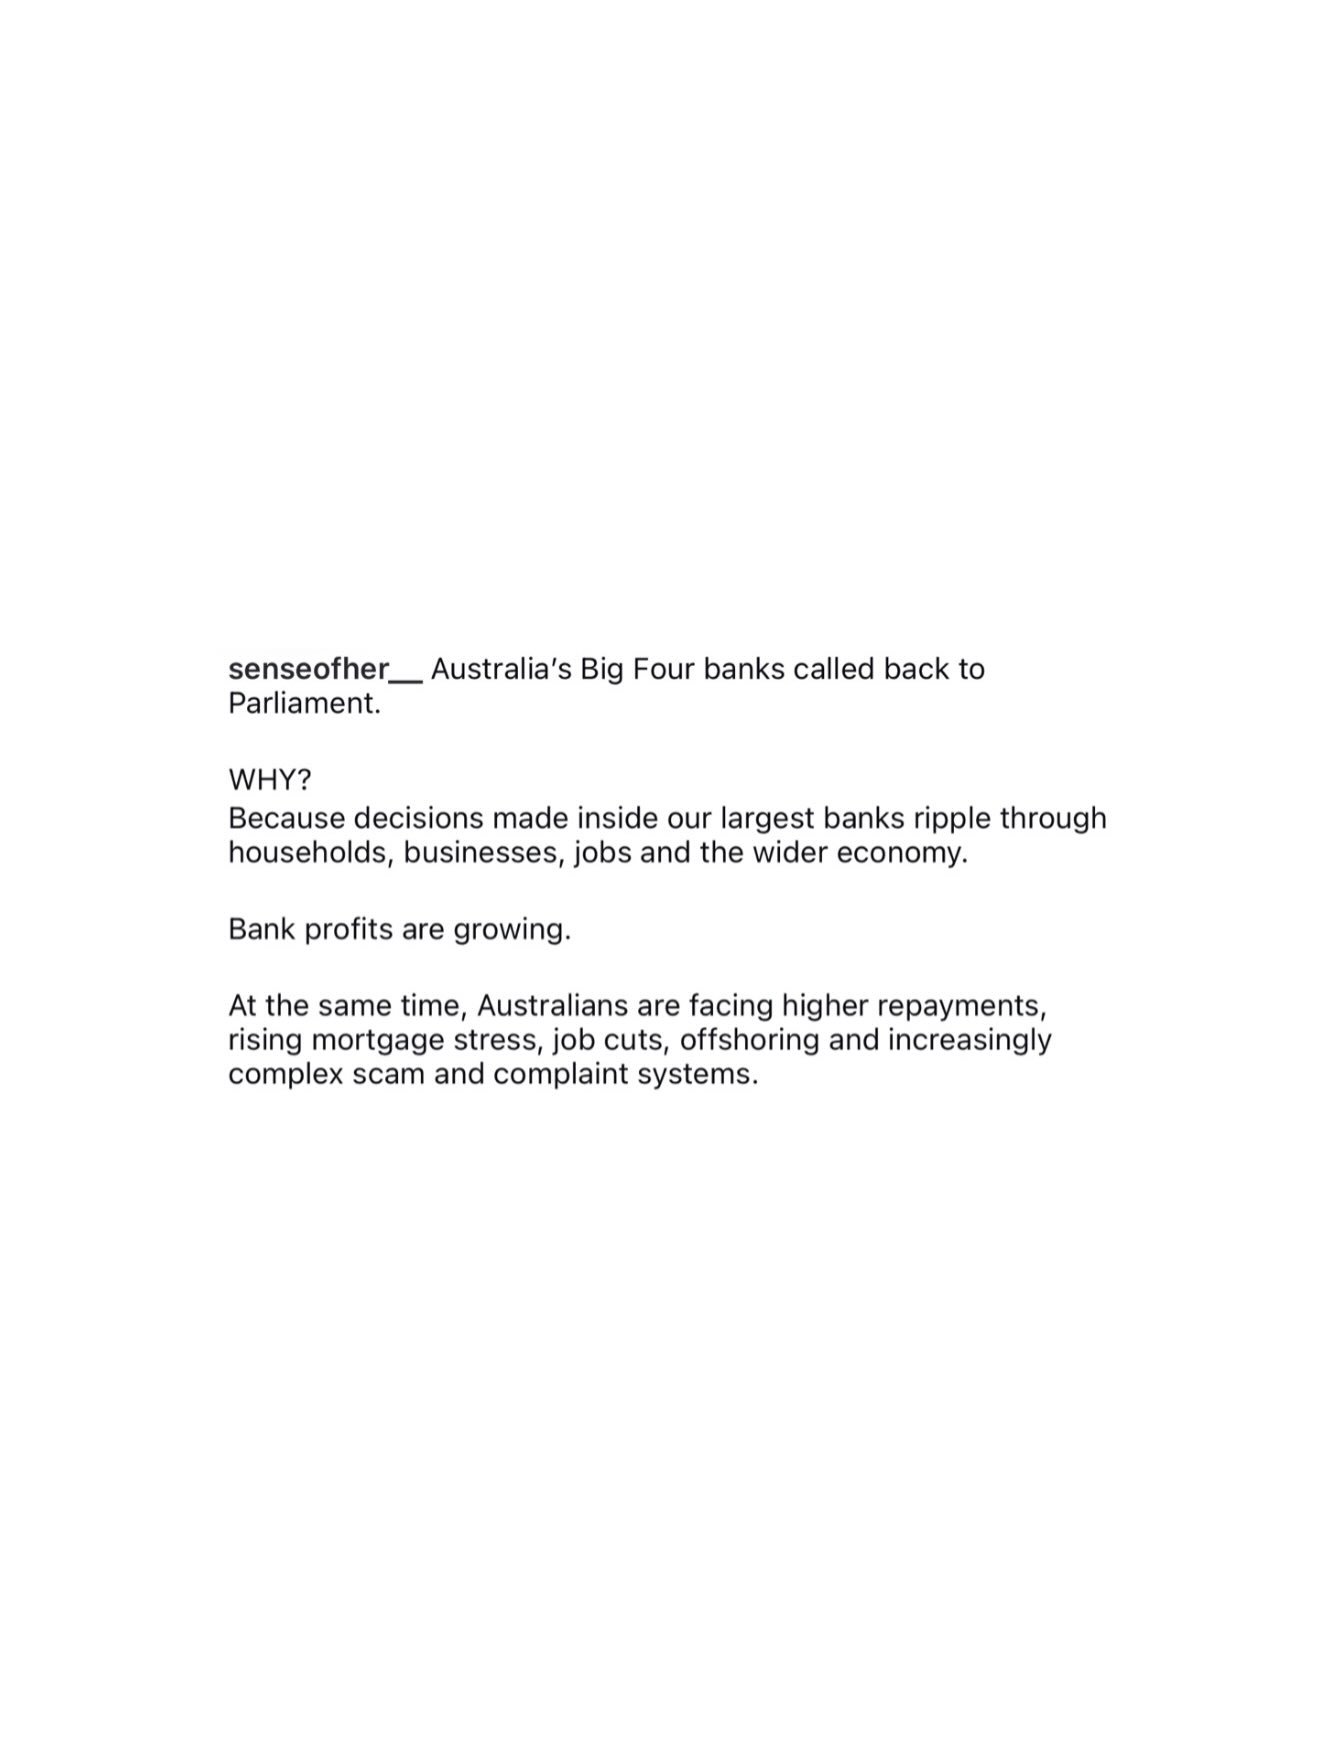 senseofher__ Australia’s Big Four banks called back to
Parliament.
WHY?
Because decisions made inside our largest banks ripple through
households, businesses, jobs and the wider economy.
Bank profits are growing.
At the same time, Australians are facing higher repayments,
rising mortgage stress, job cuts, offshoring and increasingly
complex scam and complaint systems.